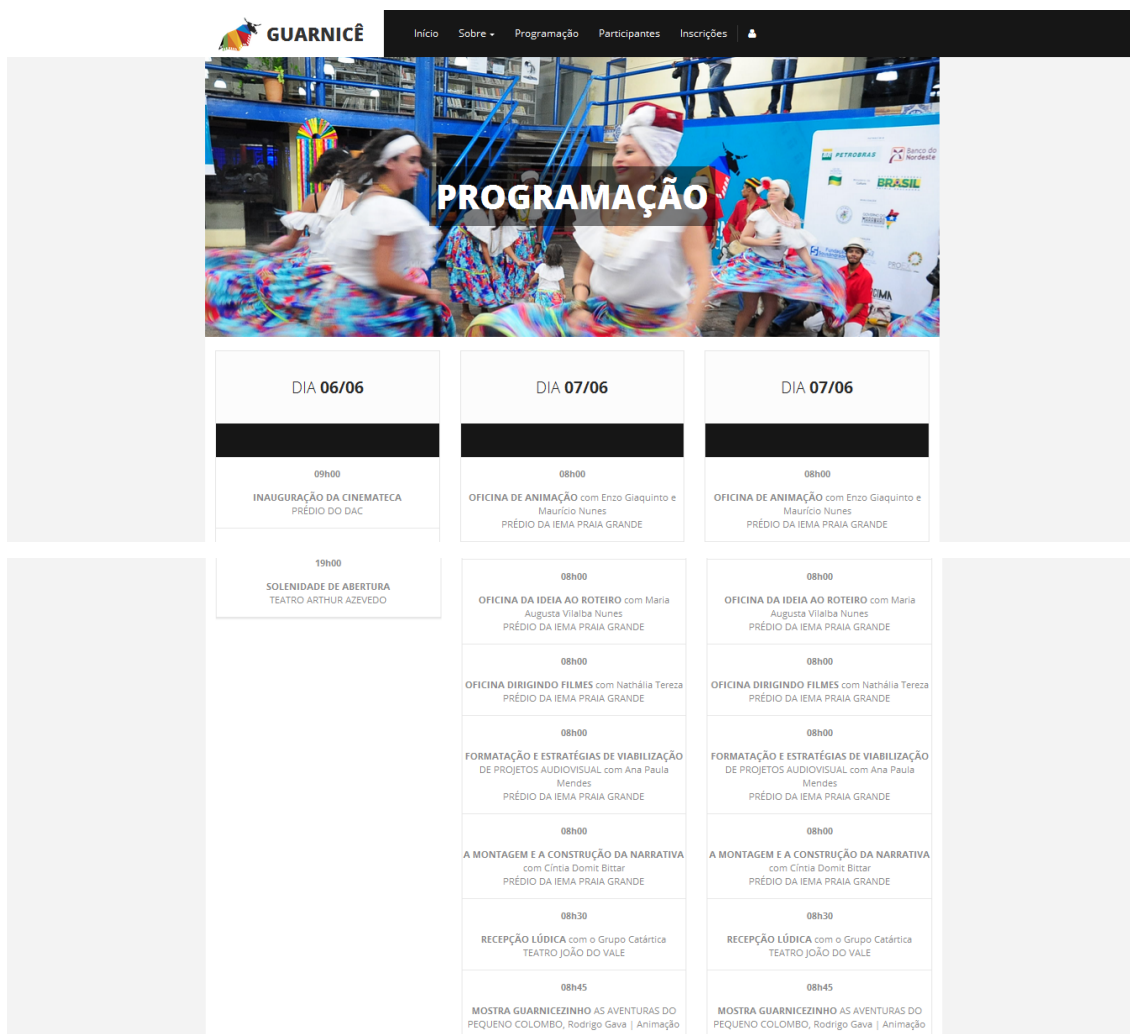 GUARNICÊ
Início Sobre Programação Participantes Inscrições
PETROBRAS
Banco do
Nordeste
BRASIL
PROGRAMAÇÃO
DIA 06/06
09h00
INAUGURAÇÃO DA CINEMATECA
PRÉDIO DO DAC
19h00
SOLENIDADE DE ABERTURA
TEATRO ARTHUR AZEVEDO
DIA 07/06
08h00
OFICINA DE ANIMAÇÃO com Enzo Giaquinto e
Maurício Nunes
PRÉDIO DA IEMA PRAIA GRANDE
08h00
OFICINA DA IDEIA AO ROTEIRO com Maria
Augusta Vilalba Nunes
PRÉDIO DA IEMA PRAIA GRANDE
08h00
OFICINA DIRIGINDO FILMES com Nathália Tereza
PRÉDIO DA IEMA PRAIA GRANDE
08h00
FORMATAÇÃO E ESTRATÉGIAS DE VIABILIZAÇÃO
DE PROJETOS AUDIOVISUAL com Ana Paula
Mendes
PRÉDIO DA IEMA PRAIA GRANDE
08h00
A MONTAGEM E A CONSTRUÇÃO DA NARRATIVA
com Cíntia Domit Bittar
PRÉDIO DA IEMA PRAIA GRANDE
08h30
RECEPÇÃO LÚDICA com o Grupo Catártica
TEATRO JOÃO DO VALE
08h45
MOSTRA GUARNICEZINHO AS AVENTURAS DO
PEQUENO COLOMBO, Rodrigo Gava | Animação
DIA 07/06
08h00
OFICINA DE ANIMAÇÃO com Enzo Giaquinto e
Maurício Nunes
PRÉDIO DA IEMA PRAIA GRANDE
08h00
OFICINA DA IDEIA AO ROTEIRO com Maria
Augusta Vilalba Nunes
PRÉDIO DA IEMA PRAIA GRANDE
08h00
OFICINA DIRIGINDO FILMES com Nathália Tereza
PRÉDIO DA IEMA PRAIA GRANDE
08h00
FORMATAÇÃO E ESTRATÉGIAS DE VIABILIZAÇÃO
DE PROJETOS AUDIOVISUAL com Ana Paula
Mendes
PRÉDIO DA IEMA PRAIA GRANDE
08h00
A MONTAGEM E A CONSTRUÇÃO DA NARRATIVA
com Cíntia Domit Bittar
PRÉDIO DA IEMA PRAIA GRANDE
08h30
RECEPÇÃO LÚDICA com o Grupo Catártica
TEATRO JOÃO DO VALE
08h45
MOSTRA GUARNICEZINHO AS AVENTURAS DO
PEQUENO COLOMBO, Rodrigo Gava | Animação